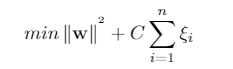 min ‖w‖² + C ∑ᵢ₌₁ⁿ ξᵢ